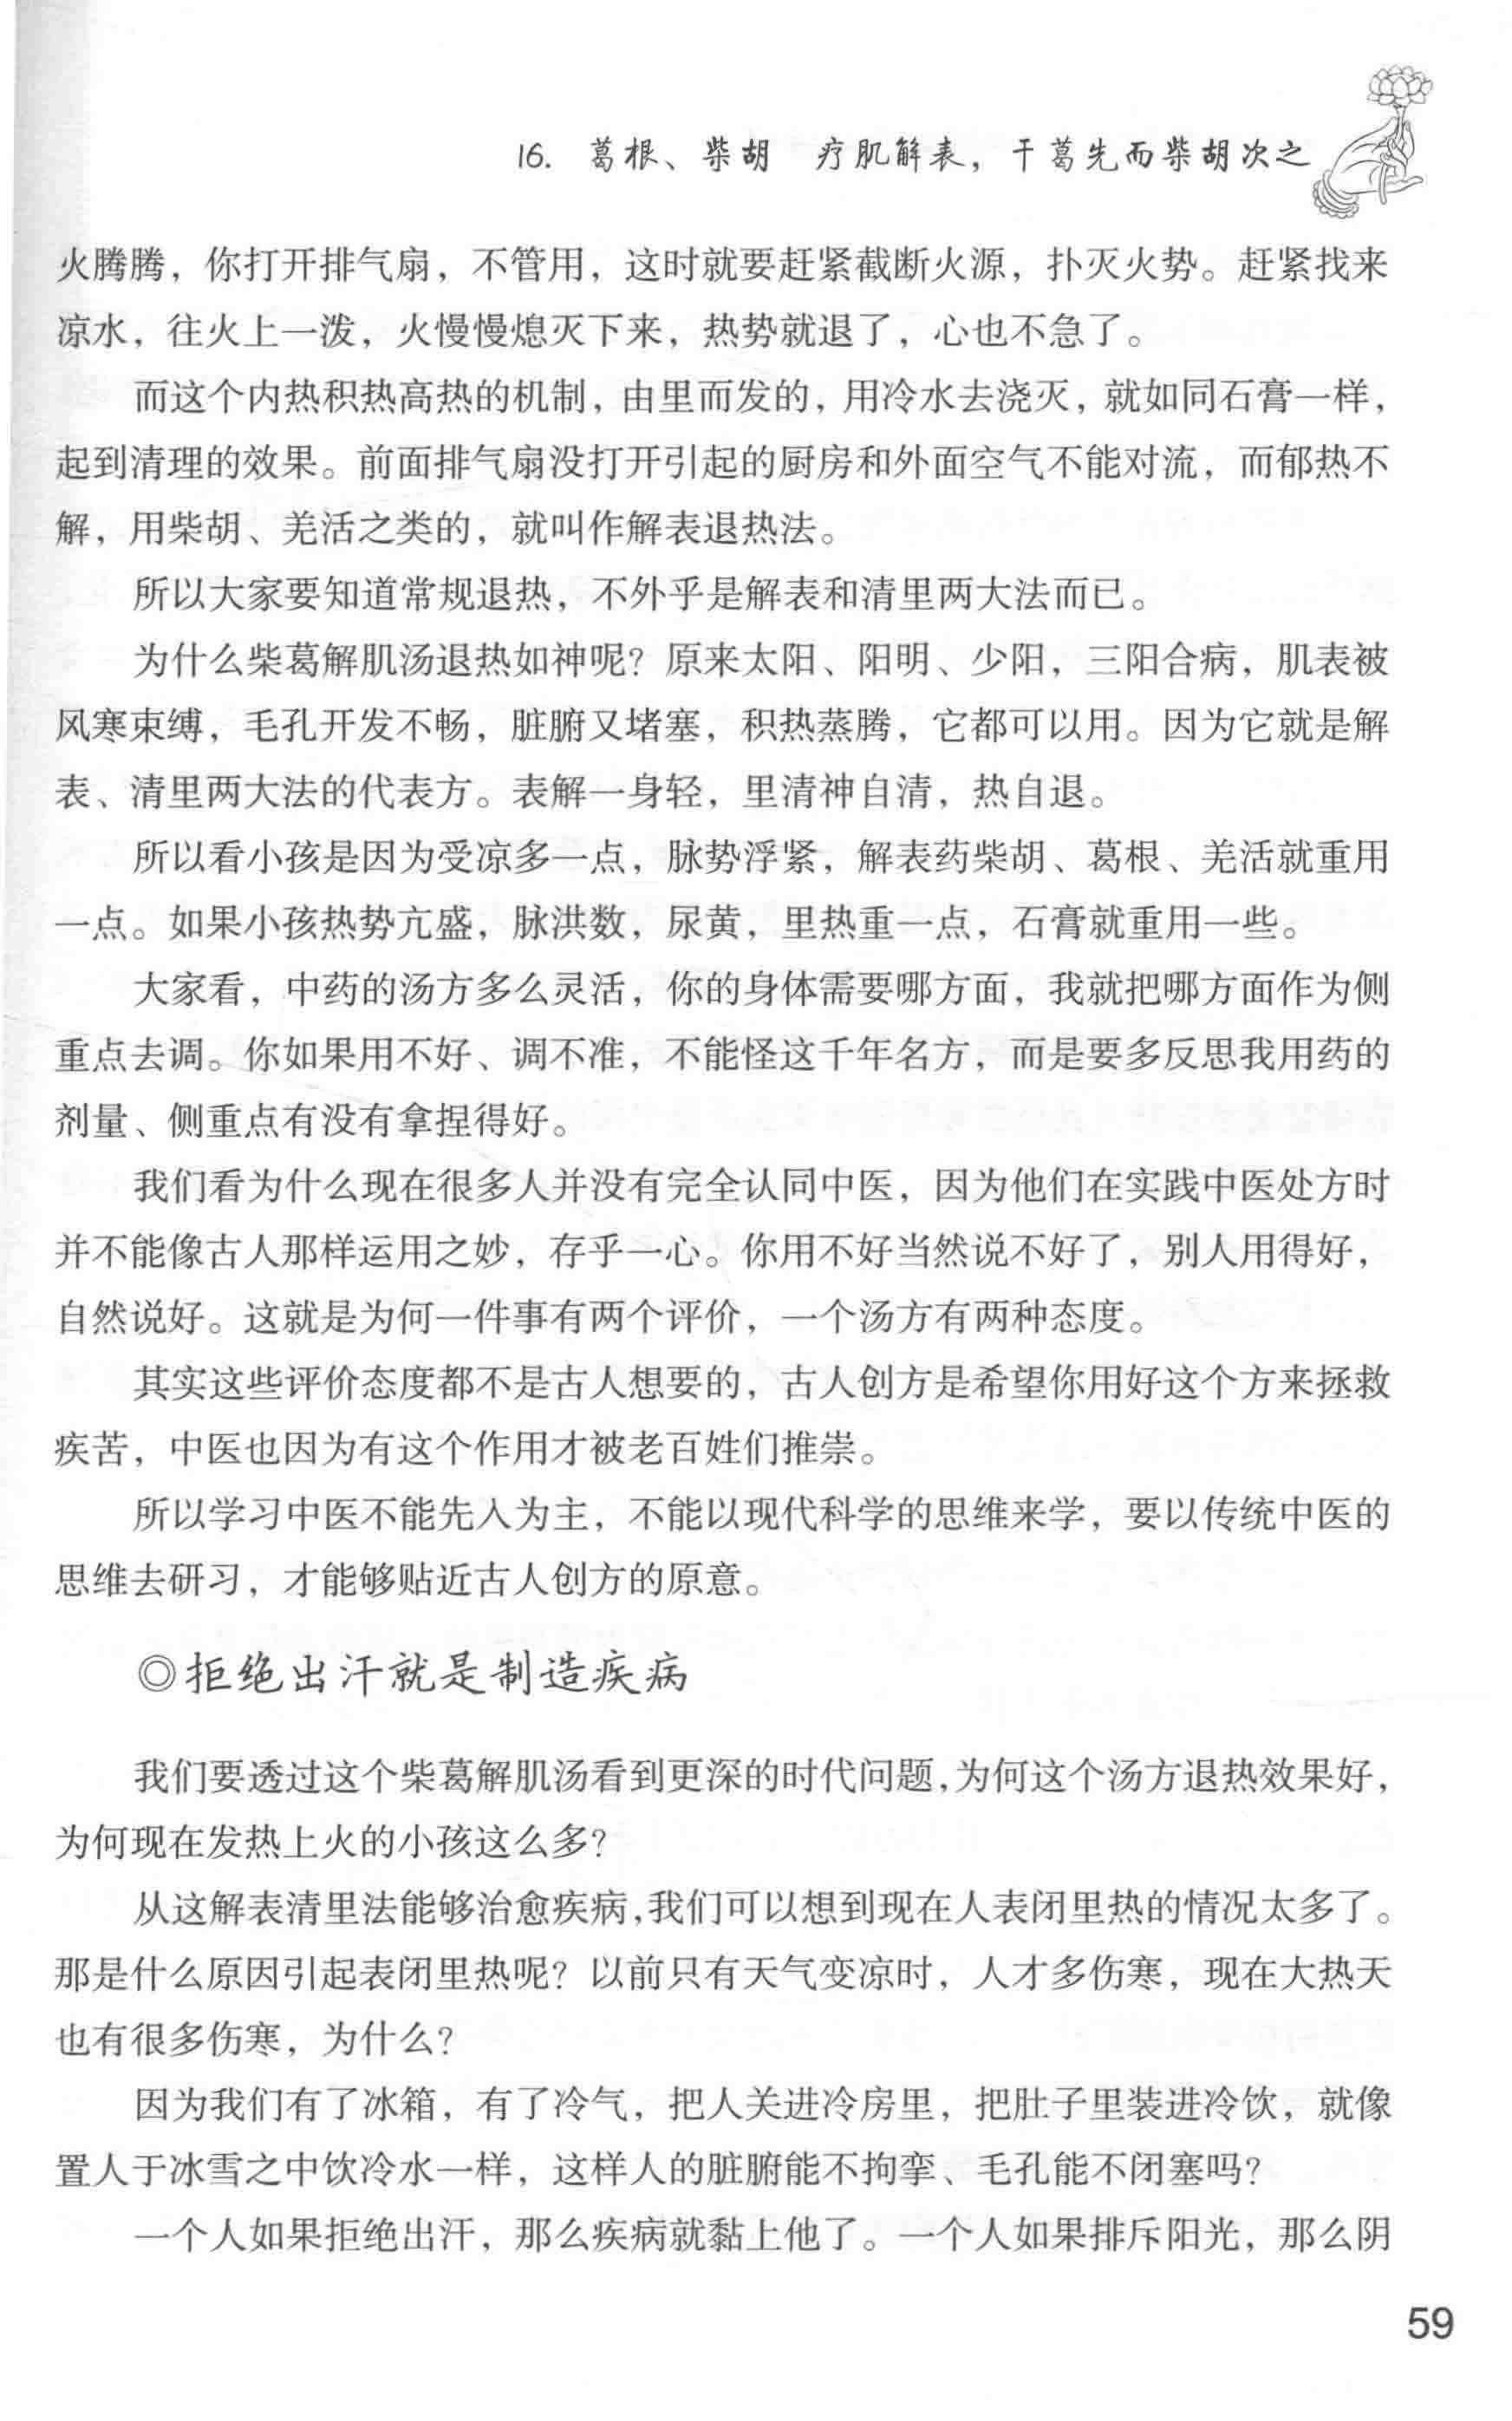 16. 葛根、柴胡　疗肌解表，干葛先而柴胡次之
火腾腾，你打开排气扇，不管用，这时就要赶紧截断火源，扑灭火势。赶紧找来
凉水，往火上一泼，火慢慢熄灭下来，热势就退了，心也不急了。
而这个内热积热高热的机制，由里而发的，用冷水去浇灭，就如同石膏一样，
起到清理的效果。前面排气扇没打开引起的厨房和外面空气不能对流，而郁热不
解，用柴胡、羌活之类的，就叫作解表退热法。
所以大家要知道常规退热，不外乎是解表和清里两大法而已。
为什么柴葛解肌汤退热如神呢？原来太阳、阳明、少阳，三阳合病，肌表被
风寒束缚，毛孔开发不畅，脏腑又堵塞，积热蒸腾，它都可以用。因为它就是解
表、清里两大法的代表方。表解一身轻，里清神自清，热自退。
所以看小孩是因为受凉多一点，脉势浮紧，解表药柴胡、葛根、羌活就重用
一点。如果小孩热势亢盛，脉洪数，尿黄，里热重一点，石膏就重用一些。
大家看，中药的汤方多么灵活，你的身体需要哪方面，我就把哪方面作为侧
重点去调。你如果用不好、调不准，不能怪这千年名方，而是要多反思我用药的
剂量、侧重点有没有拿捏得好。
我们看为什么现在很多人并没有完全认同中医，因为他们在实践中医处方时
并不能像古人那样运用之妙，存乎一心。你用不好当然说不好了，别人用得好，
自然说好。这就是为何一件事有两个评价，一个汤方有两种态度。
其实这些评价态度都不是古人想要的，古人创方是希望你用好这个方来拯救
疾苦，中医也因为有这个作用才被老百姓们推崇。
所以学习中医不能先入为主，不能以现代科学的思维来学，要以传统中医的
思维去研习，才能够贴近古人创方的原意。
◎拒绝出汗就是制造疾病
我们要透过这个柴葛解肌汤看到更深的时代问题，为何这个汤方退热效果好，
为何现在发热上火的小孩这么多？
从这解表清里法能够治愈疾病，我们可以想到现在人表闭里热的情况太多了。
那是什么原因引起表闭里热呢？以前只有天气变凉时，人才多伤寒，现在大热天
也有很多伤寒，为什么？
因为我们有了冰箱，有了冷气，把人关进冷房里，把肚子里装进冷饮，就像
置人于冰雪之中饮冷水一样，这样人的脏腑能不拘挛、毛孔能不闭塞吗？
一个人如果拒绝出汗，那么疾病就黏上他了。一个人如果排斥阳光，那么阴
59